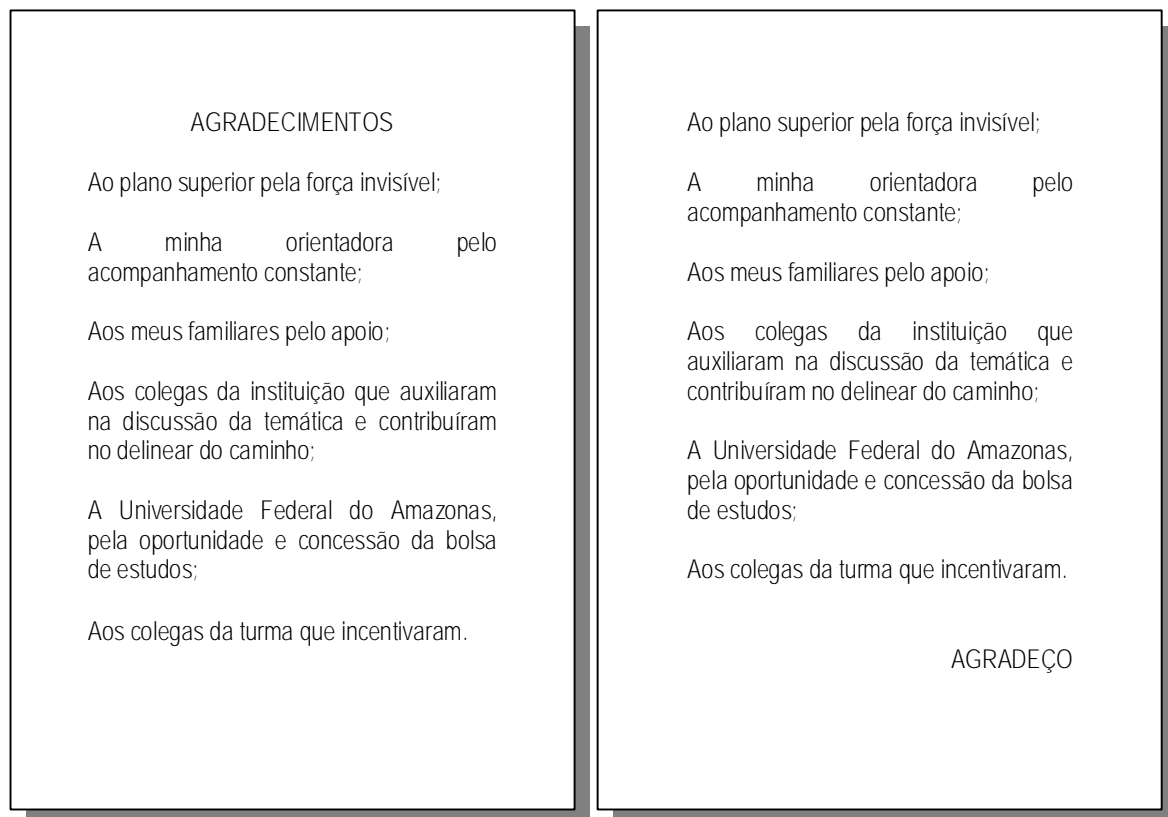 AGRADECIMENTOS
Ao plano superior pela força invisível;
A minha orientadora pelo
acompanhamento constante;
Aos meus familiares pelo apoio;
Aos colegas da instituição que auxiliaram
na discussão da temática e contribuíram
no delinear do caminho;
A Universidade Federal do Amazonas,
pela oportunidade e concessão da bolsa
de estudos;
Aos colegas da turma que incentivaram.
Ao plano superior pela força invisível;
A minha orientadora pelo
acompanhamento constante;
Aos meus familiares pelo apoio;
Aos colegas da instituição que
auxiliaram na discussão da temática e
contribuíram no delinear do caminho;
A Universidade Federal do Amazonas,
pela oportunidade e concessão da bolsa
de estudos;
Aos colegas da turma que incentivaram.
AGRADEÇO